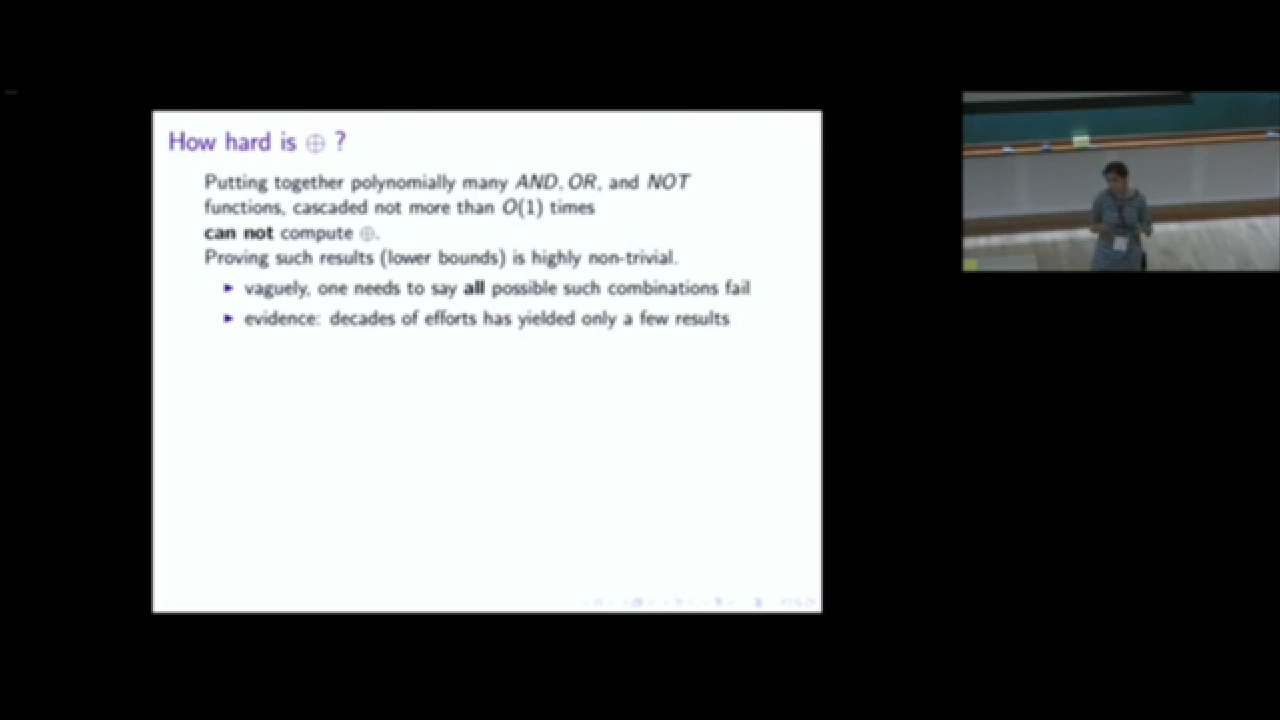 How hard is ⊕ ?
Putting together polynomially many AND, OR, and NOT
functions, cascaded not more than O(1) times
can not compute ⊕.
Proving such results (lower bounds) is highly non-trivial.
▶ vaguely, one needs to say all possible such combinations fail
▶ evidence: decades of efforts has yielded only a few results